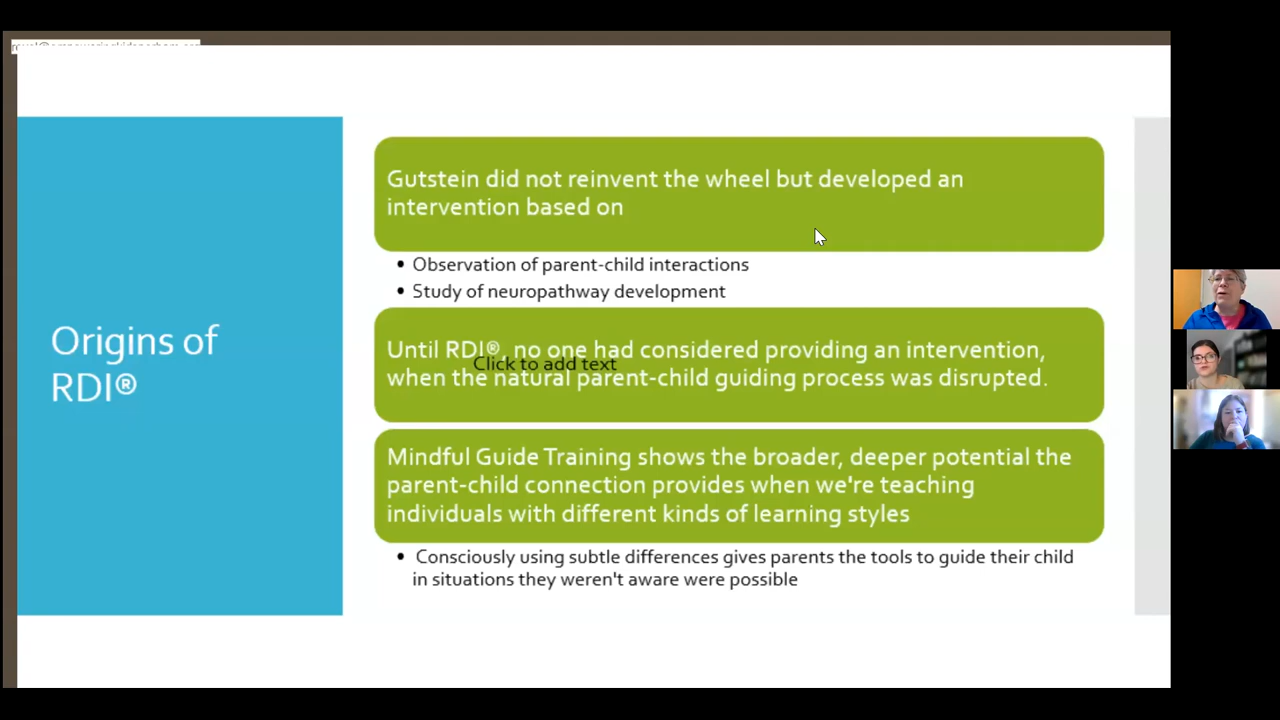 Origins of
RDI®
Gutstein did not reinvent the wheel but developed an
intervention based on
• Observation of parent-child interactions
• Study of neuropathway development
Until RDI®, no one had considered providing an intervention,
when the natural parent-child guiding process was disrupted.
Click to add text
Mindful Guide Training shows the broader, deeper potential the
parent-child connection provides when we're teaching
individuals with different kinds of learning styles
• Consciously using subtle differences gives parents the tools to guide their child
in situations they weren't aware were possible